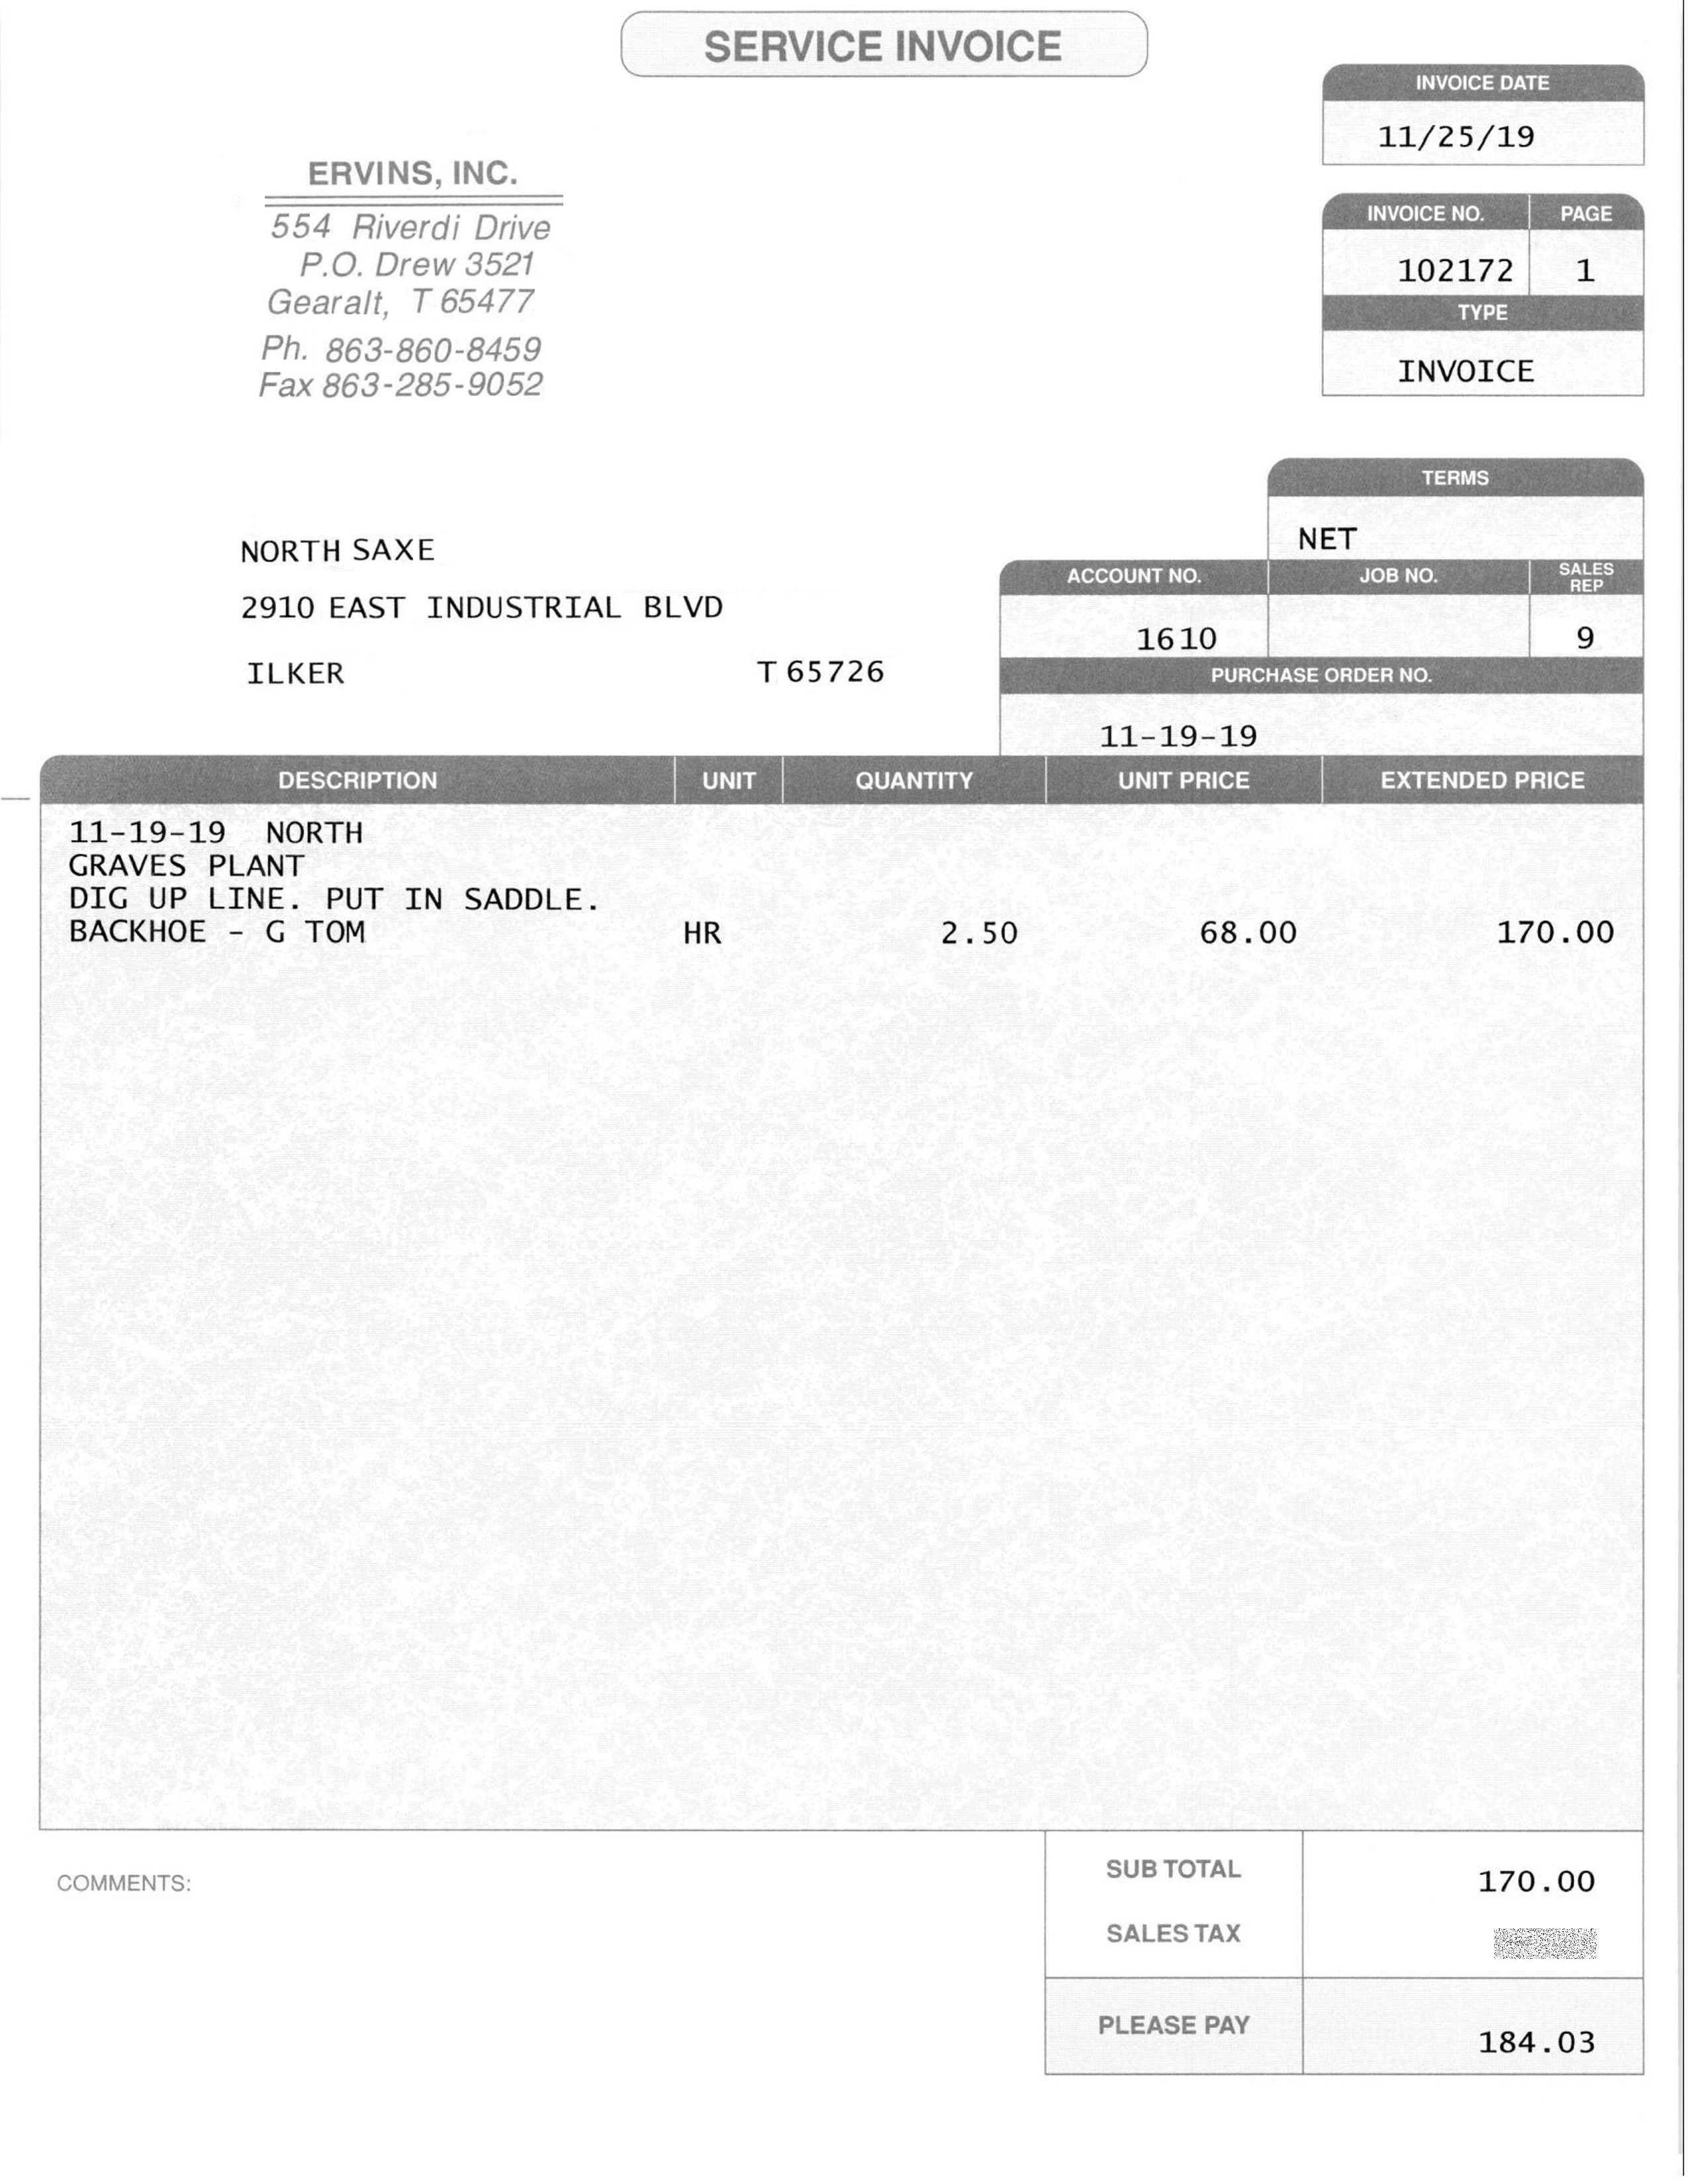 SERVICE INVOICE
INVOICE DATE
11/25/19
ERVINS, INC.
554 Riverdi Drive
P.O. Drew 3521
Gearalt, T 65477
Ph. 863-860-8459
Fax 863-285-9052
INVOICE NO. PAGE
102172 1
TYPE
INVOICE
TERMS
NET
NORTH SAXE
2910 EAST INDUSTRIAL BLVD
ILKER T 65726
ACCOUNT NO. JOB NO. SALES REP
1610 9
PURCHASE ORDER NO.
11-19-19
DESCRIPTION UNIT QUANTITY UNIT PRICE EXTENDED PRICE
11-19-19 NORTH
GRAVES PLANT
DIG UP LINE. PUT IN SADDLE.
BACKHOE - G TOM HR 2.50 68.00 170.00
COMMENTS:
SUB TOTAL 170.00
SALES TAX
PLEASE PAY 184.03